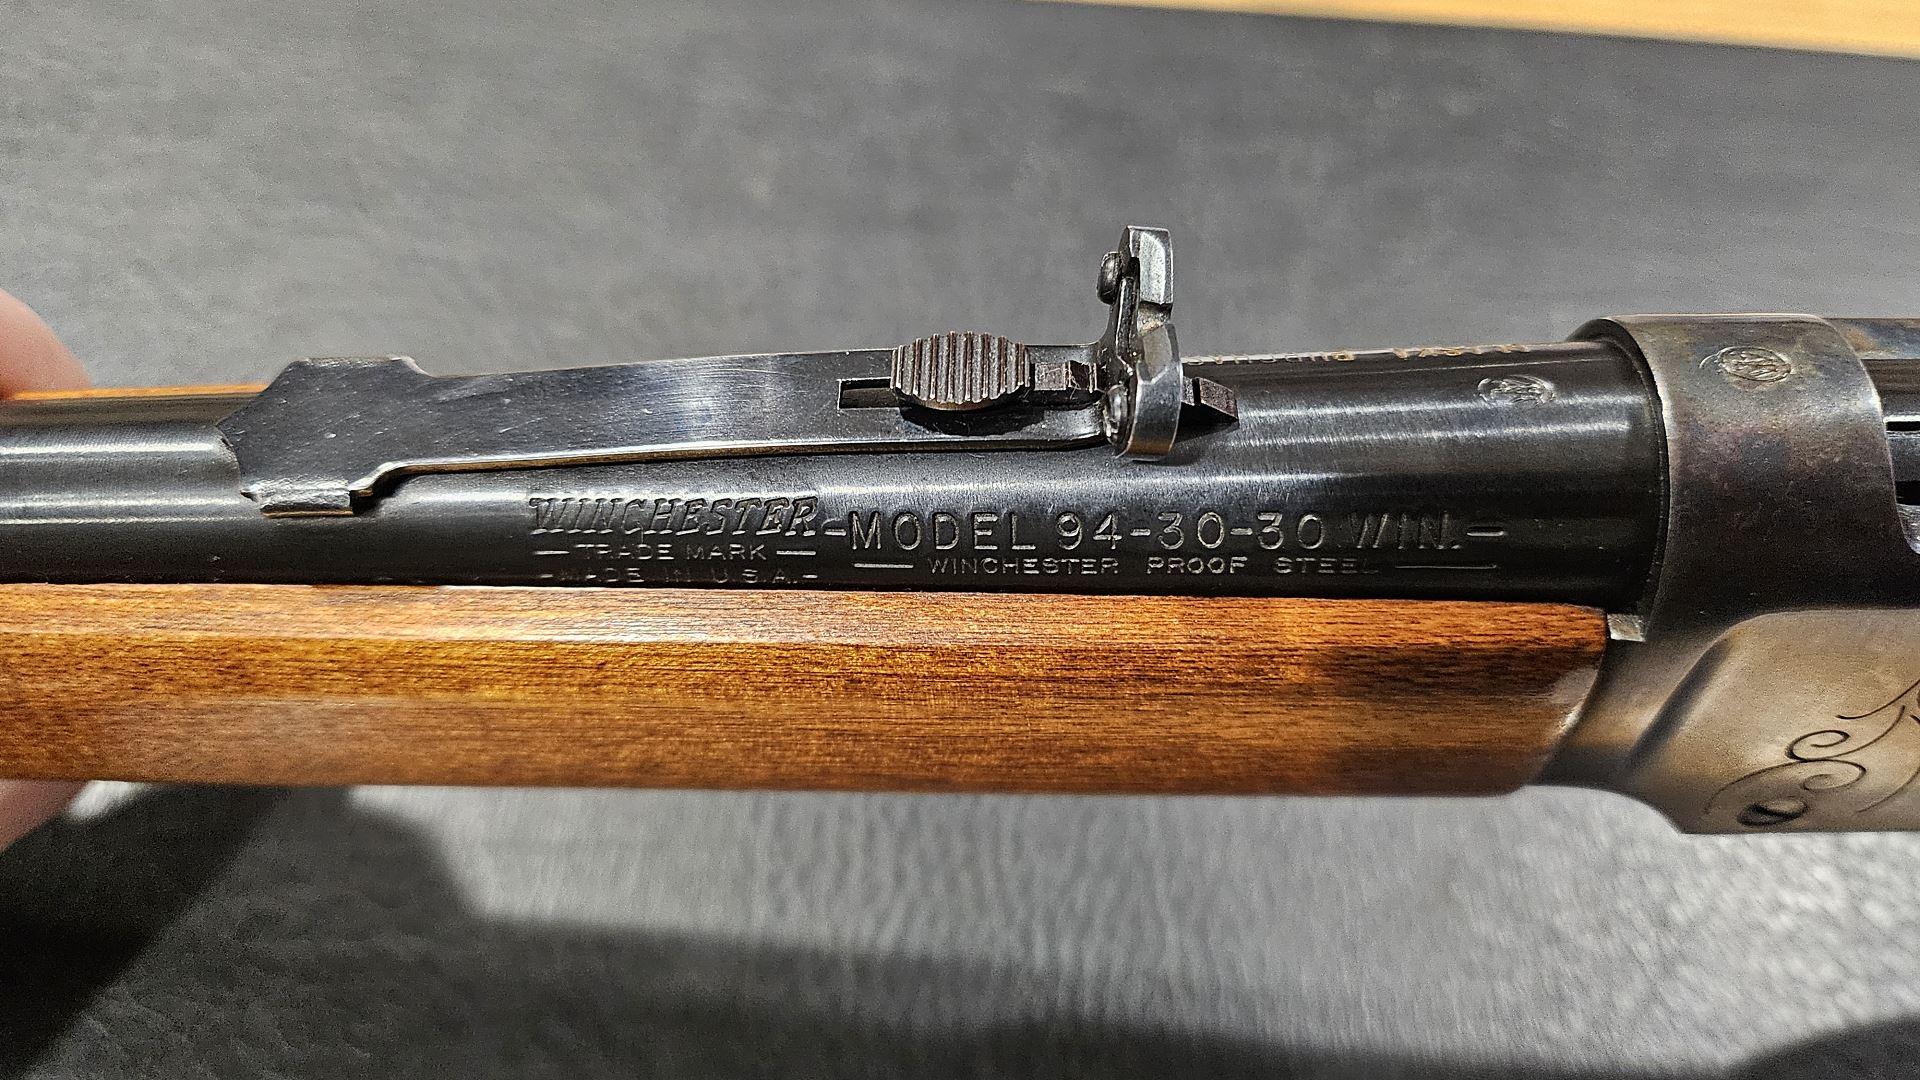 WINCHESTER
— TRADE MARK —
-MADE IN U.S.A.-
-MODEL 94-30-30 WIN.-
— WINCHESTER PROOF STEEL —